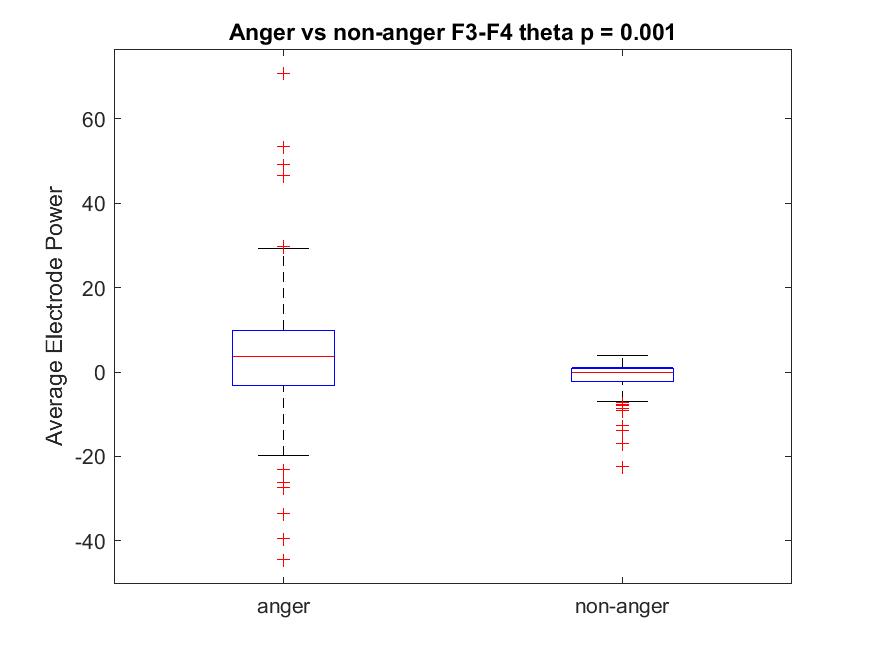 Anger vs non-anger F3-F4 theta p = 0.001
Average Electrode Power
60
40
20
0
-20
-40
anger
non-anger